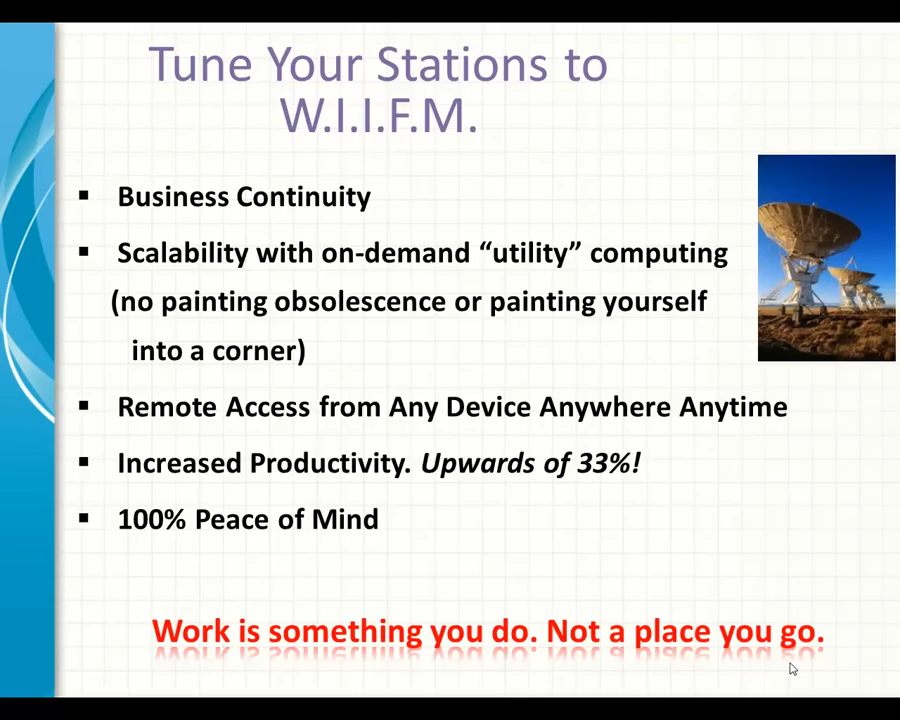 Tune Your Stations to
W.I.I.F.M.
▪ Business Continuity
▪ Scalability with on-demand “utility” computing
(no painting obsolescence or painting yourself
into a corner)
▪ Remote Access from Any Device Anywhere Anytime
▪ Increased Productivity. Upwards of 33%!
▪ 100% Peace of Mind
Work is something you do. Not a place you go.